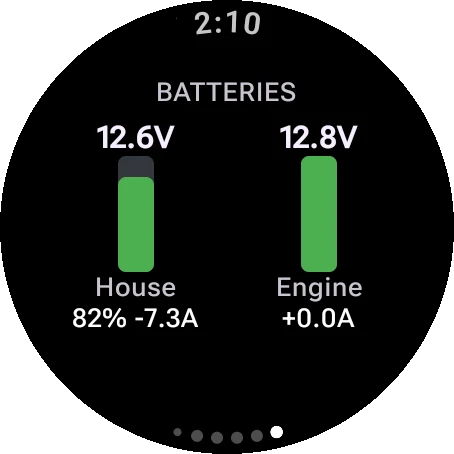 2:10
BATTERIES
12.6V 12.8V
House Engine
82% -7.3A +0.0A